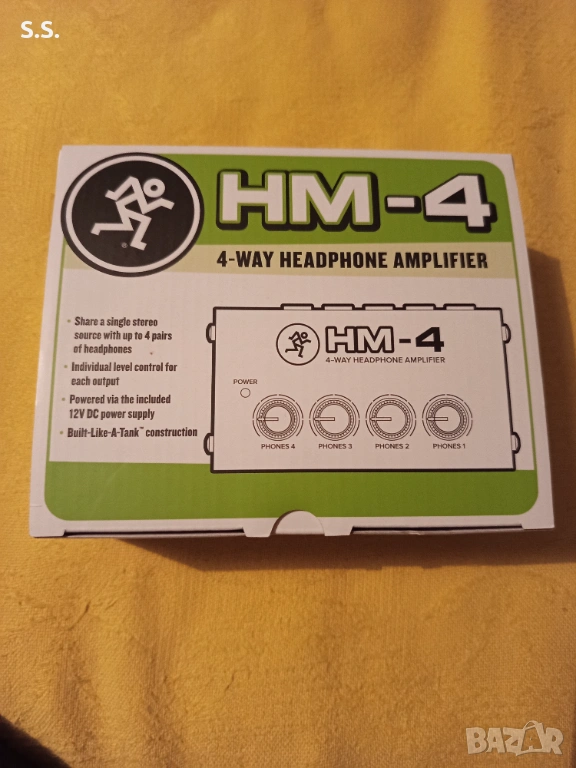 S.S.
HM-4
4-WAY HEADPHONE AMPLIFIER
• Share a single stereo
source with up to 4 pairs
of headphones
• Individual level control for
each output
• Powered via the included
12V DC power supply
• Built-Like-A-Tank™ construction
HM-4
4-WAY HEADPHONE AMPLIFIER
POWER
PHONES 4
PHONES 3
PHONES 2
PHONES 1
BAZAR